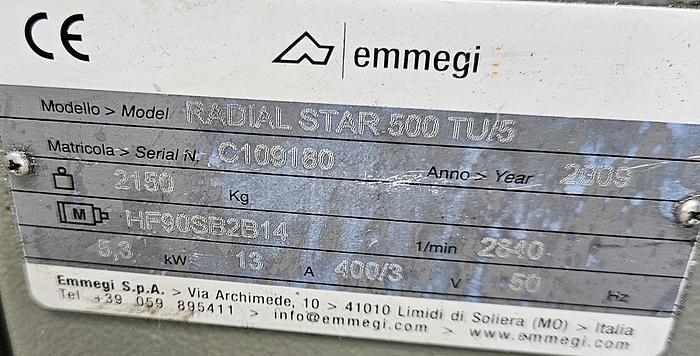 CE
emmegi
Modello > Model RADIAL STAR 500 TU/5
Matricola > Serial N. C109180 Anno > Year 2009
2150 Kg
M HF90SB2B14 1/min 2840
5,3 kW 13 A 400/3 V 50 Hz
Emmegi S.p.A. > Via Archimede, 10 > 41010 Limidi di Soliera (MO) > Italia
Tel +39 059 895411 > info@emmegi.com > www.emmegi.com